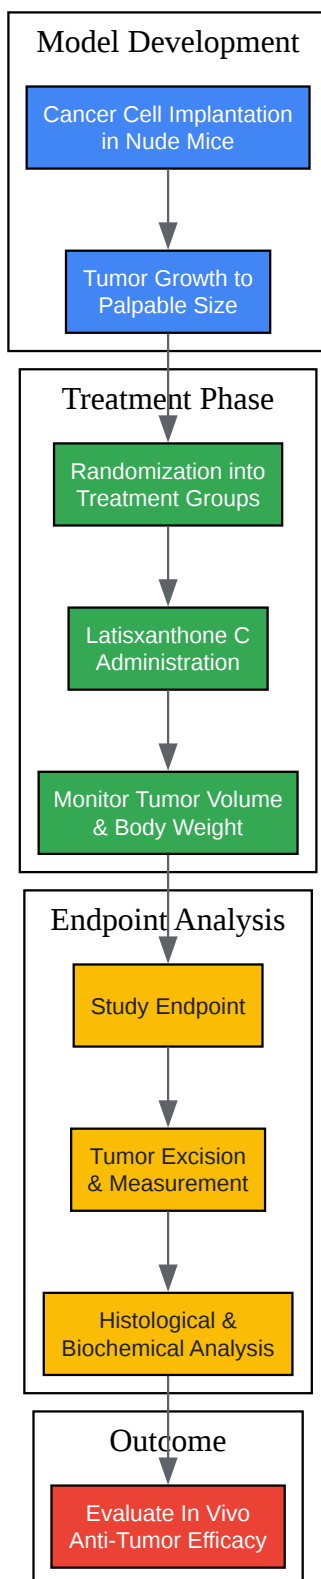 Model Development
Cancer Cell Implantation
in Nude Mice
Tumor Growth to
Palpable Size
Treatment Phase
Randomization into
Treatment Groups
Latisxanthone C
Administration
Monitor Tumor Volume
& Body Weight
Endpoint Analysis
Study Endpoint
Tumor Excision
& Measurement
Histological &
Biochemical Analysis
Outcome
Evaluate In Vivo
Anti-Tumor Efficacy